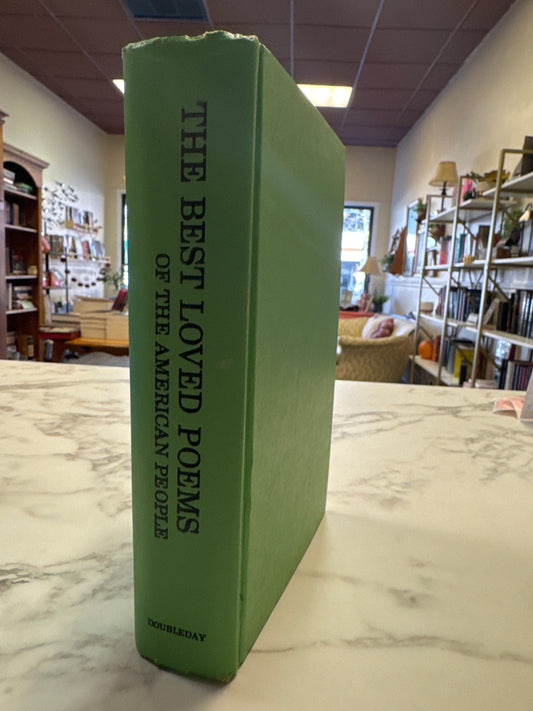 THE BEST LOVED POEMS
OF THE AMERICAN PEOPLE
DOUBLEDAY